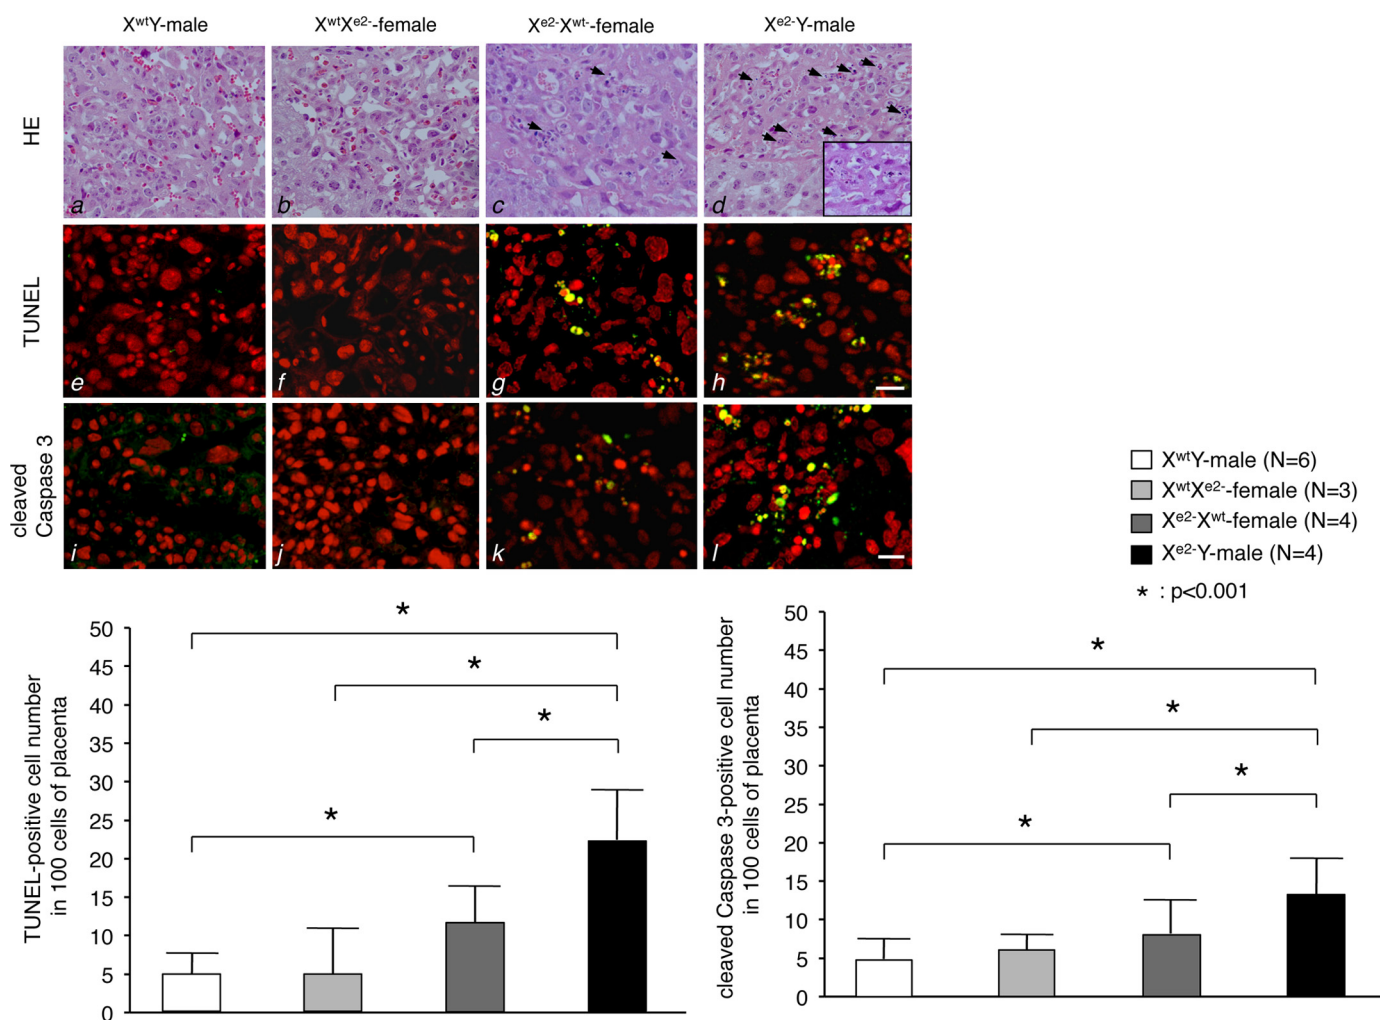 XwtY-male
XwtXe2--female
Xe2-Xwt--female
Xe2-Y-male
HE
a
b
c
d
TUNEL
e
f
g
h
cleaved
Caspase 3
i
j
k
l
XwtY-male (N=6)
XwtXe2--female (N=3)
Xe2-Xwt-female (N=4)
Xe2-Y-male (N=4)
* : p<0.001
TUNEL-positive cell number
in 100 cells of placenta
50
45
40
35
30
25
20
15
10
5
0
*
*
*
*
cleaved Caspase 3-positive cell number
in 100 cells of placenta
50
45
40
35
30
25
20
15
10
5
0
*
*
*
*